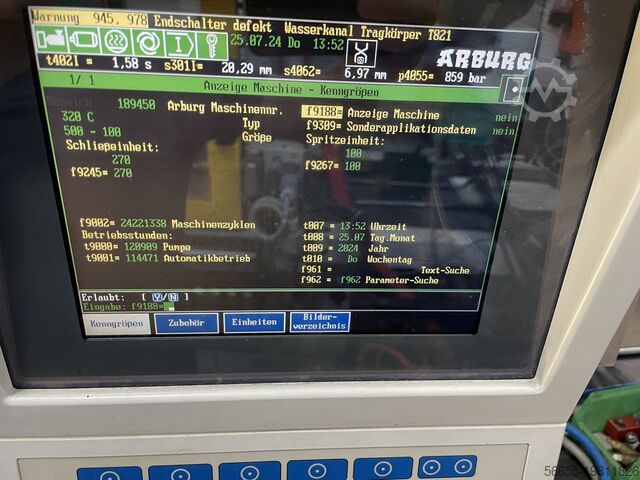 Warnung 945, 978 Endschalter defekt Wasserkanal Tragkörper T821
25.07.24 Do 13:52
ARBURG
t402I = 1,58 s s301I= 20,29 mm s4062= 6,97 mm p4055= 859 bar
1/ 1 Anzeige Maschine - Kenngrößen
189450 Arburg Maschinennr.
320 C Typ
500 - 100 Größe
Schließeinheit:
270
f9245= 270
f9188= Anzeige Maschine nein
f9309= Sonderapplikationsdaten nein
Spritzeinheit:
100
f9267= 100
f9002= 24221338 Maschinenzyklen
Betriebsstunden:
t9000= 120909 Pumpe
t9001= 114471 Automatikbetrieb
t007 = 13:52 Uhrzeit
t008 = 25.07 Tag.Monat
t009 = 2024 Jahr
t010 = Do Wochentag
f961 = Text-Suche
f962 = f962 Parameter-Suche
Erlaubt: [ Y/N ]
Eingabe: f9188=
Kenngrößen
Zubehör
Einheiten
Bilder-
verzeichnis
56655-19611826